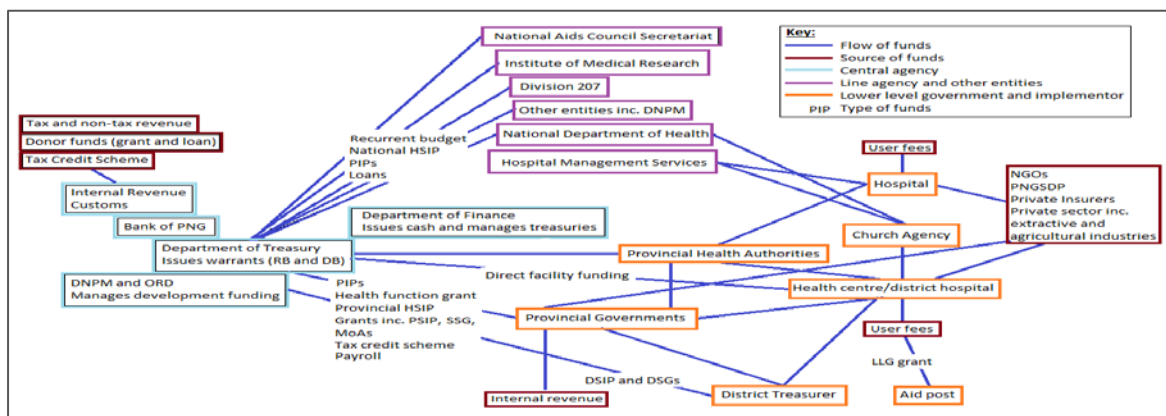 National Aids Council Secretariat
Institute of Medical Research
Division 207
Other entities inc. DNPM
National Department of Health
Hospital Management Services
Key:
Flow of funds
Source of funds
Central agency
Line agency and other entities
Lower level government and implementor
PIP Type of funds
Tax and non-tax revenue
Donor funds (grant and loan)
Tax Credit Scheme
Recurrent budget
National HSIP
PIPs
Loans
Internal Revenue
Customs
Bank of PNG
Department of Finance
Issues cash and manages treasuries
Department of Treasury
Issues warrants (RB and DB)
DNPM and ORD
Manages development funding
User fees
Hospital
NGOs
PNGSDP
Private Insurers
Private sector inc.
extractive and
agricultural industries
Church Agency
Provincial Health Authorities
Direct facility funding
Health centre/district hospital
PIPs
Health function grant
Provincial HSIP
Grants inc. PSIP, SSG,
MoAs
Tax credit scheme
Payroll
Provincial Governments
User fees
LLG grant
DSIP and DSGs
Internal revenue
District Treasurer
Aid post